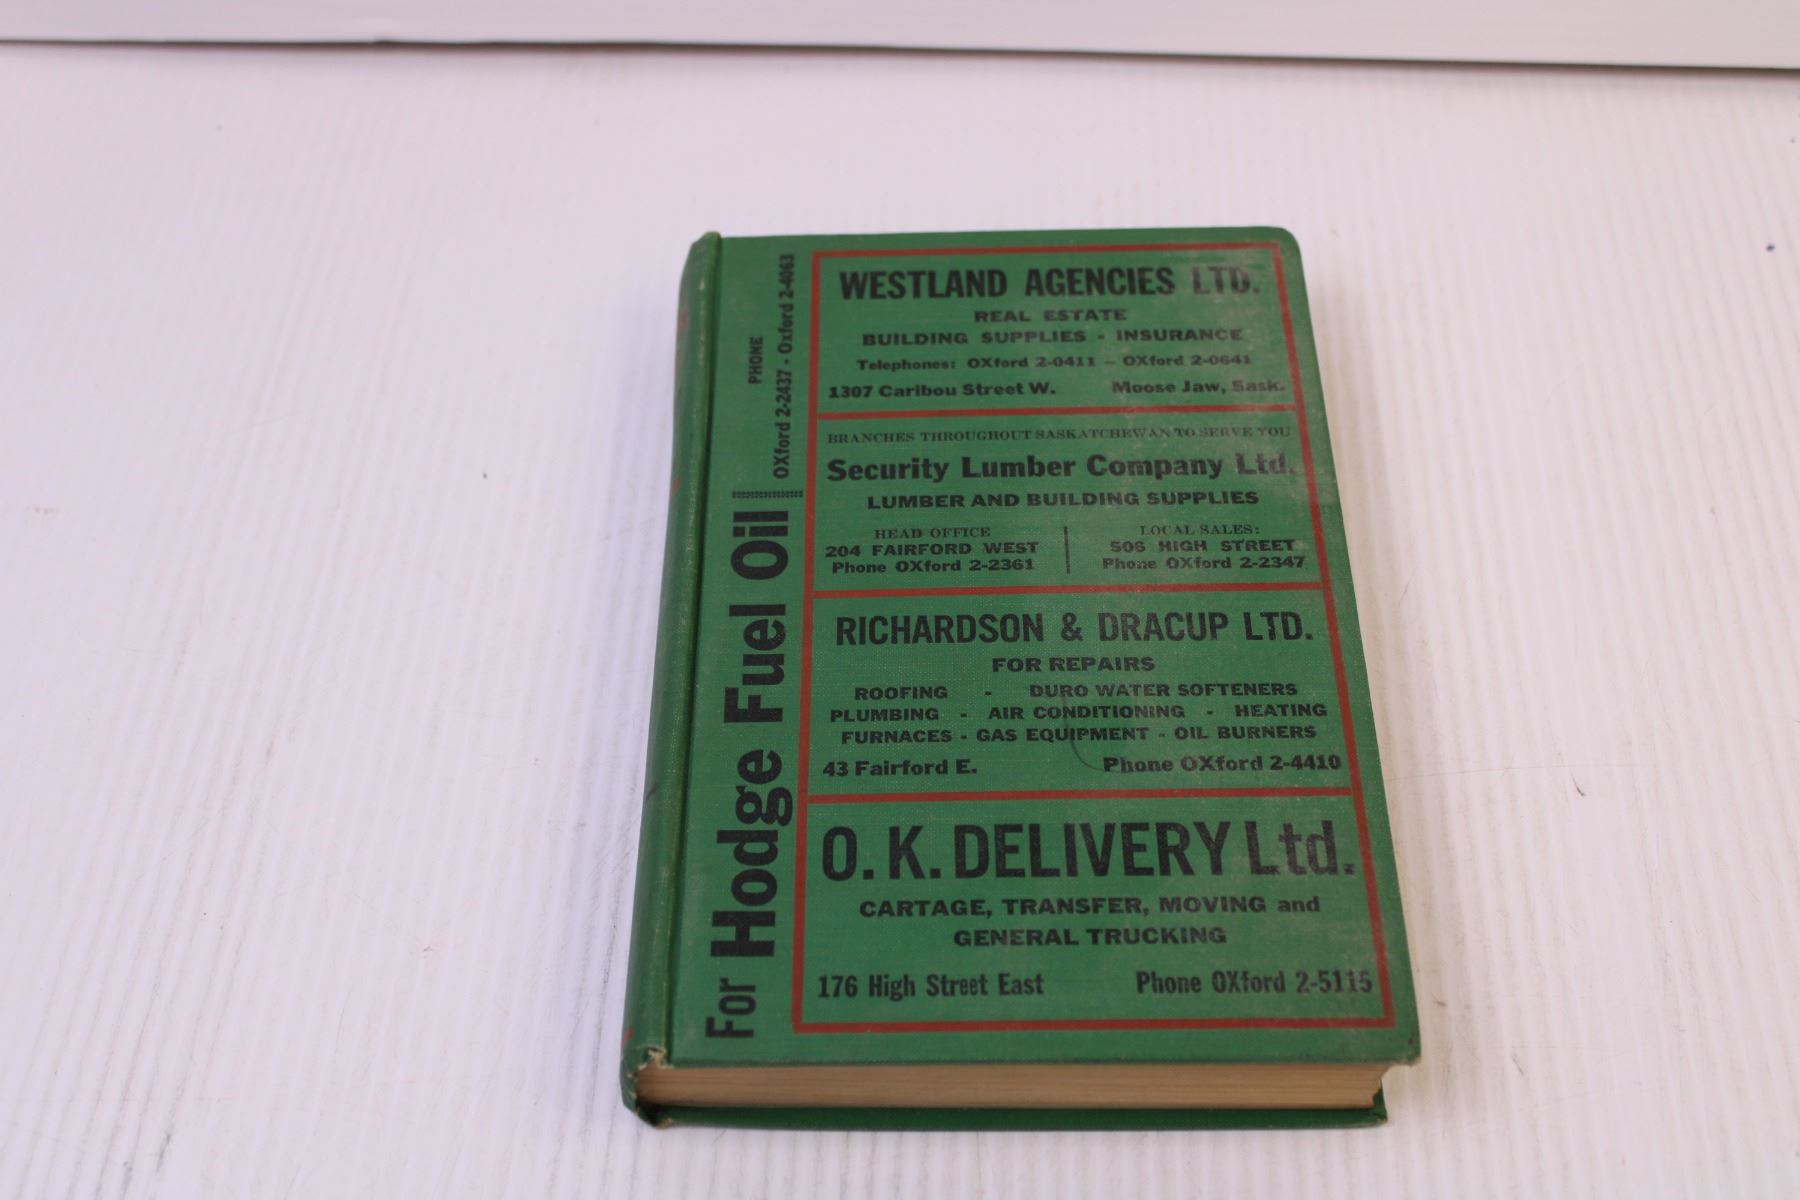 For Hodge Fuel Oil
PHONE
OXford 2-2437 - Oxford 2-4063
WESTLAND AGENCIES LTD.
REAL ESTATE
BUILDING SUPPLIES - INSURANCE
Telephones: OXford 2-0411 - OXford 2-0641
1307 Caribou Street W. Moose Jaw, Sask.
BRANCHES THROUGHOUT SASKATCHEWAN TO SERVE YOU
Security Lumber Company Ltd.
LUMBER AND BUILDING SUPPLIES
HEAD OFFICE
204 FAIRFORD WEST
Phone OXford 2-2361
LOCAL SALES:
506 HIGH STREET
Phone OXford 2-2347
RICHARDSON & DRACUP LTD.
FOR REPAIRS
ROOFING - DURO WATER SOFTENERS
PLUMBING - AIR CONDITIONING - HEATING
FURNACES - GAS EQUIPMENT - OIL BURNERS
43 Fairford E. Phone OXford 2-4410
O. K. DELIVERY Ltd.
CARTAGE, TRANSFER, MOVING and
GENERAL TRUCKING
176 High Street East Phone OXford 2-5115